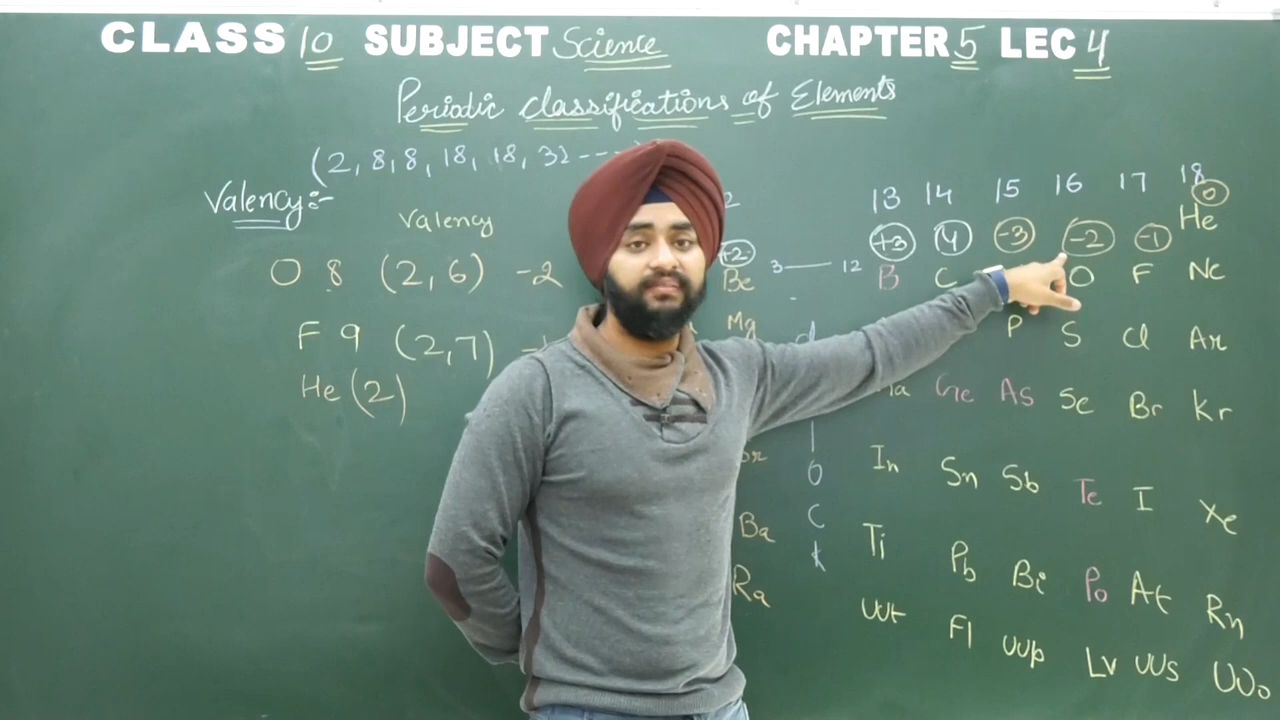 CLASS 10 SUBJECT Science CHAPTER 5 LEC 4
Periodic Classifications of Elements
(2, 8, 8, 18, 18, 32 ----
Valency:-
Valency
O 8 (2, 6) -2
F 9 (2,7)
He (2)
2 13 14 15 16 17 18
+3 4 -3 -2 -1 0
He
+2
Be 3 — 12 B C O F Ne
Mg d P S Cl Ar
Ge As Se Br Kr
l In Sn Sb Te I Xe
O
C
k
Ba Ti Pb Bi Po At Rn
Ra UUt Fl UUp Lv UUs UUo